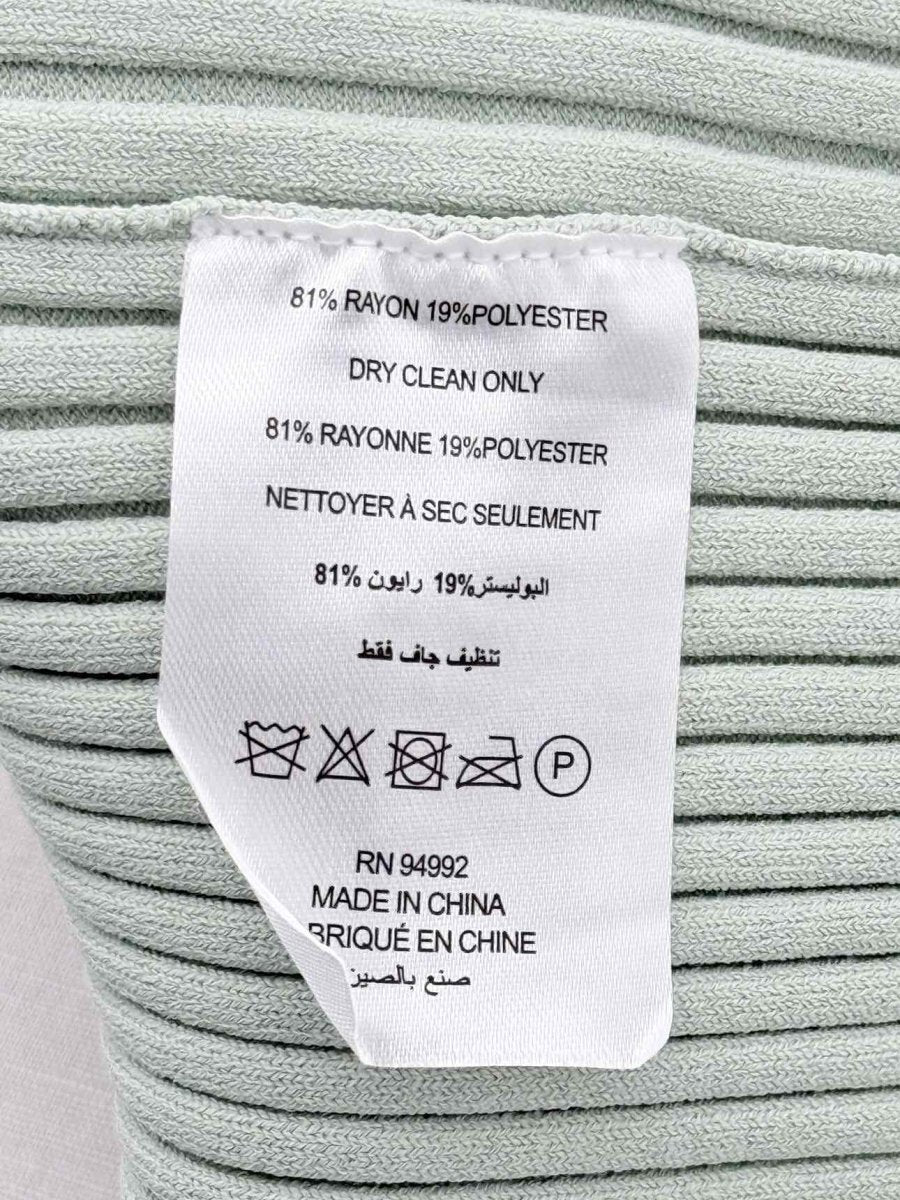 81% RAYON 19%POLYESTER
DRY CLEAN ONLY
81% RAYONNE 19%POLYESTER
NETTOYER À SEC SEULEMENT
81% رايون 19%البوليستر
تنظيف جاف فقط
P
RN 94992
MADE IN CHINA
BRIQUÉ EN CHINE
صنع بالصين